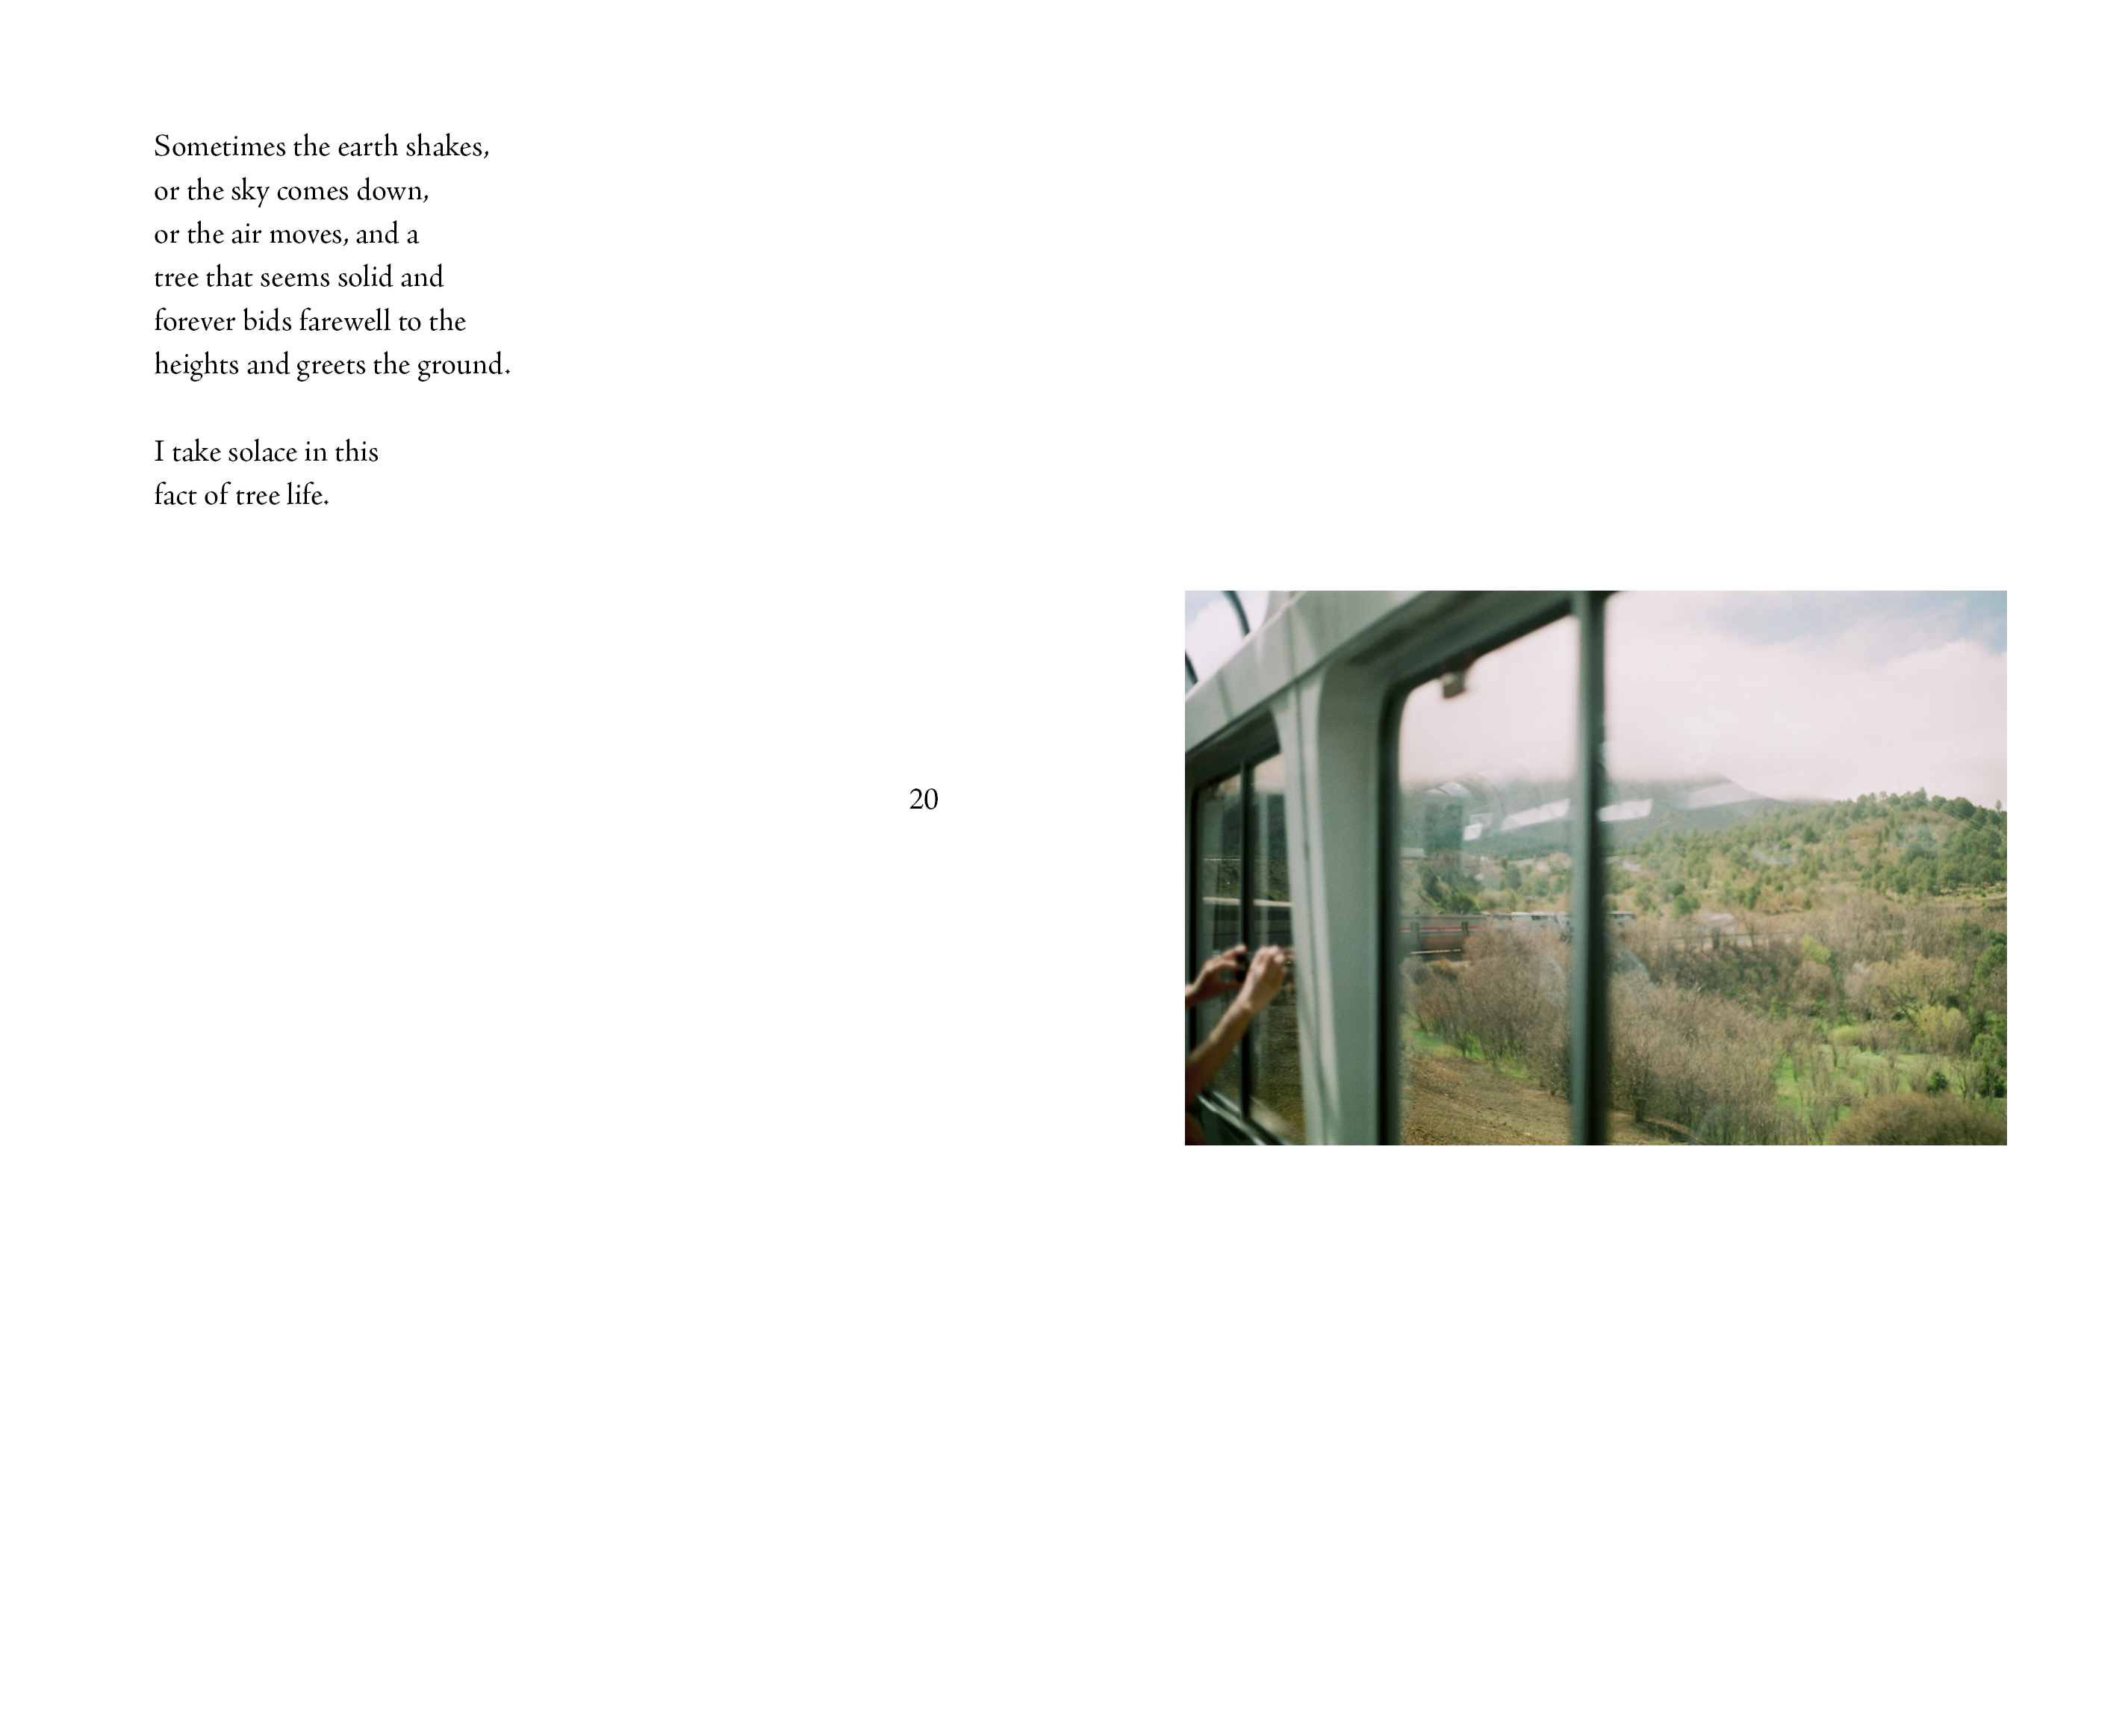 Sometimes the earth shakes,
or the sky comes down,
or the air moves, and a
tree that seems solid and
forever bids farewell to the
heights and greets the ground.
I take solace in this
fact of tree life.
20